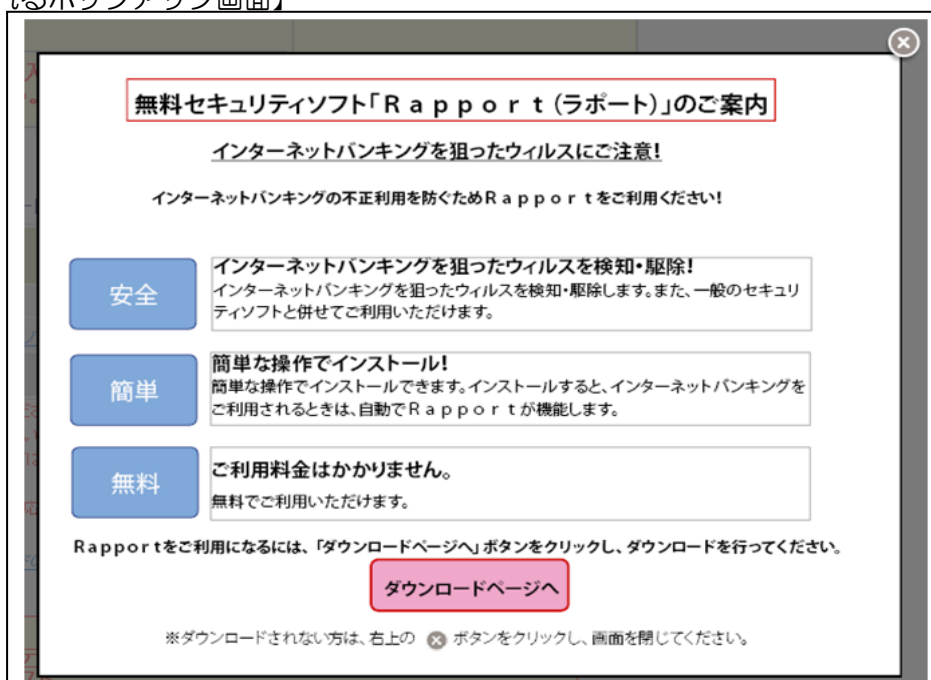 るポップアップ画面】
無料セキュリティソフト「Rapport(ラポート)」のご案内
インターネットバンキングを狙ったウィルスにご注意!
インターネットバンキングの不正利用を防ぐためRapportをご利用ください!
安全
インターネットバンキングを狙ったウィルスを検知・駆除!
インターネットバンキングを狙ったウィルスを検知・駆除します。また、一般のセキュリ
ティソフトと併せてご利用いただけます。
簡単
簡単な操作でインストール!
簡単な操作でインストールできます。インストールすると、インターネットバンキングを
ご利用されるときは、自動でRapportが機能します。
無料
ご利用料金はかかりません。
無料でご利用いただけます。
Rapportをご利用になるには、「ダウンロードページへ」ボタンをクリックし、ダウンロードを行ってください。
ダウンロードページへ
※ダウンロードされない方は、右上の ボタンをクリックし、画面を閉じてください。